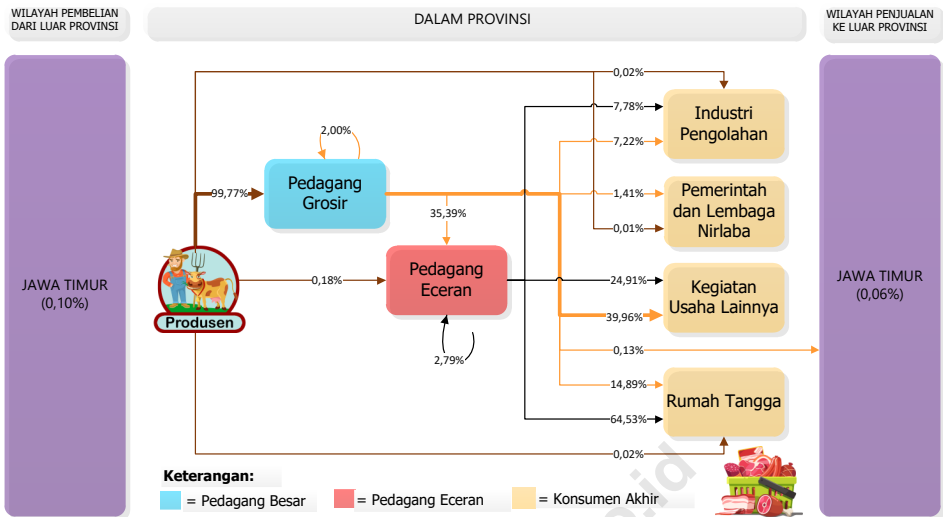 WILAYAH PEMBELIAN
DARI LUAR PROVINSI
DALAM PROVINSI
WILAYAH PENJUALAN
KE LUAR PROVINSI
JAWA TIMUR
(0,10%)
0,02%
7,78%
Industri
Pengolahan
7,22%
2,00%
99,77%
Pedagang
Grosir
35,39%
1,41%
Pemerintah
dan Lembaga
Nirlaba
0,01%
Produsen
0,18%
Pedagang
Eceran
2,79%
24,91%
Kegiatan
Usaha Lainnya
39,96%
0,13%
JAWA TIMUR
(0,06%)
14,89%
Rumah Tangga
64,53%
0,02%
Keterangan:
= Pedagang Besar
= Pedagang Eceran
= Konsumen Akhir
.id